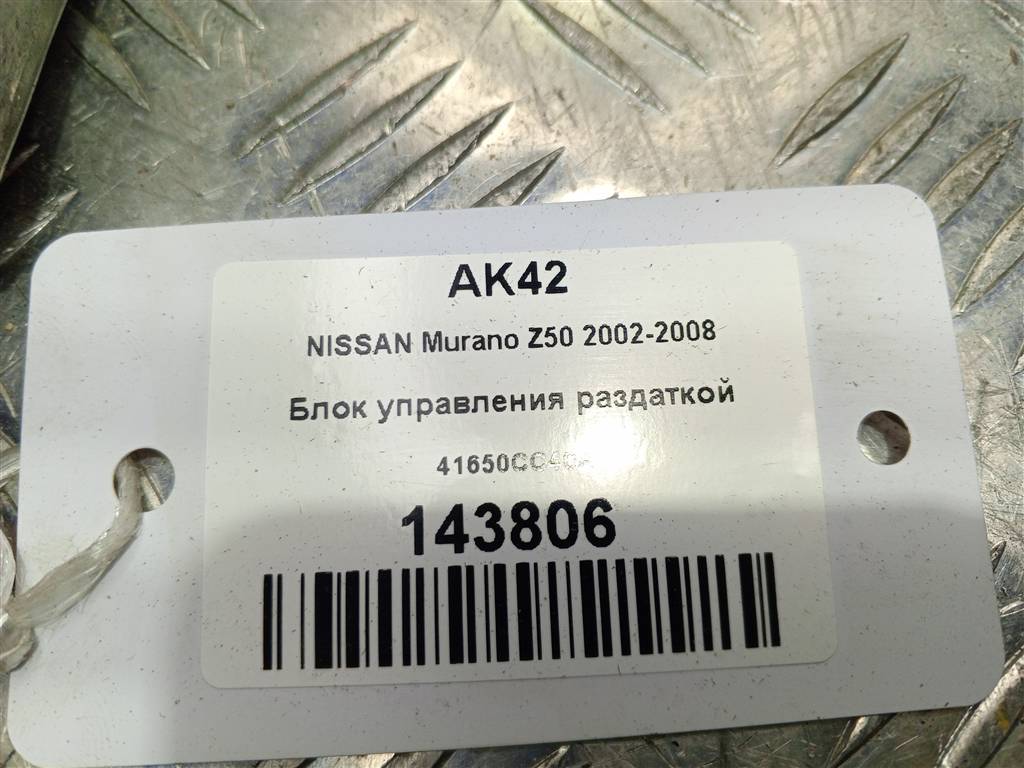 AK42
NISSAN Murano Z50 2002-2008
Блок управления раздаткой
143806